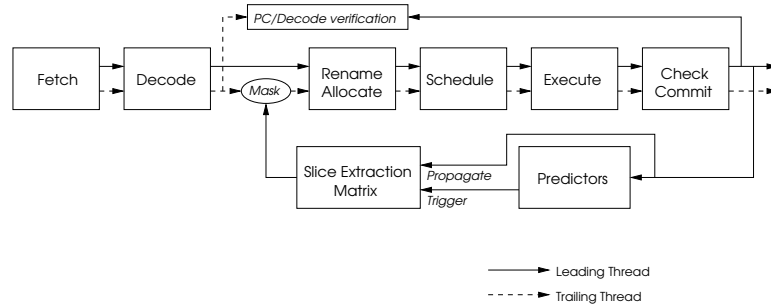 PC/Decode verification
Fetch
Decode
Mask
Rename
Allocate
Schedule
Execute
Check
Commit
Slice Extraction
Matrix
Propagate
Trigger
Predictors
Leading Thread
Trailing Thread